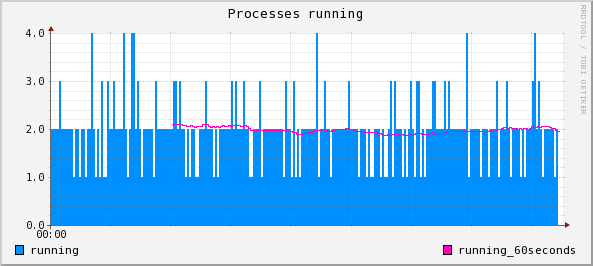 Processes running
RRDTOOL / TOBI OETIKER
4.0
3.0
2.0
1.0
0.0
00:00
running
running_60seconds